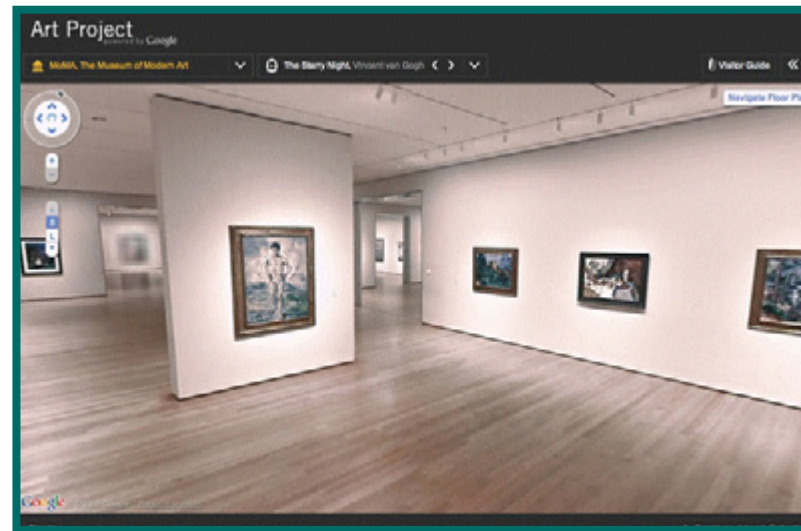 Art Project
powered by Google
MoMA, The Museum of Modern Art
The Starry Night, Vincent van Gogh
Visitor Guide
Navigate Floor Pla
Google